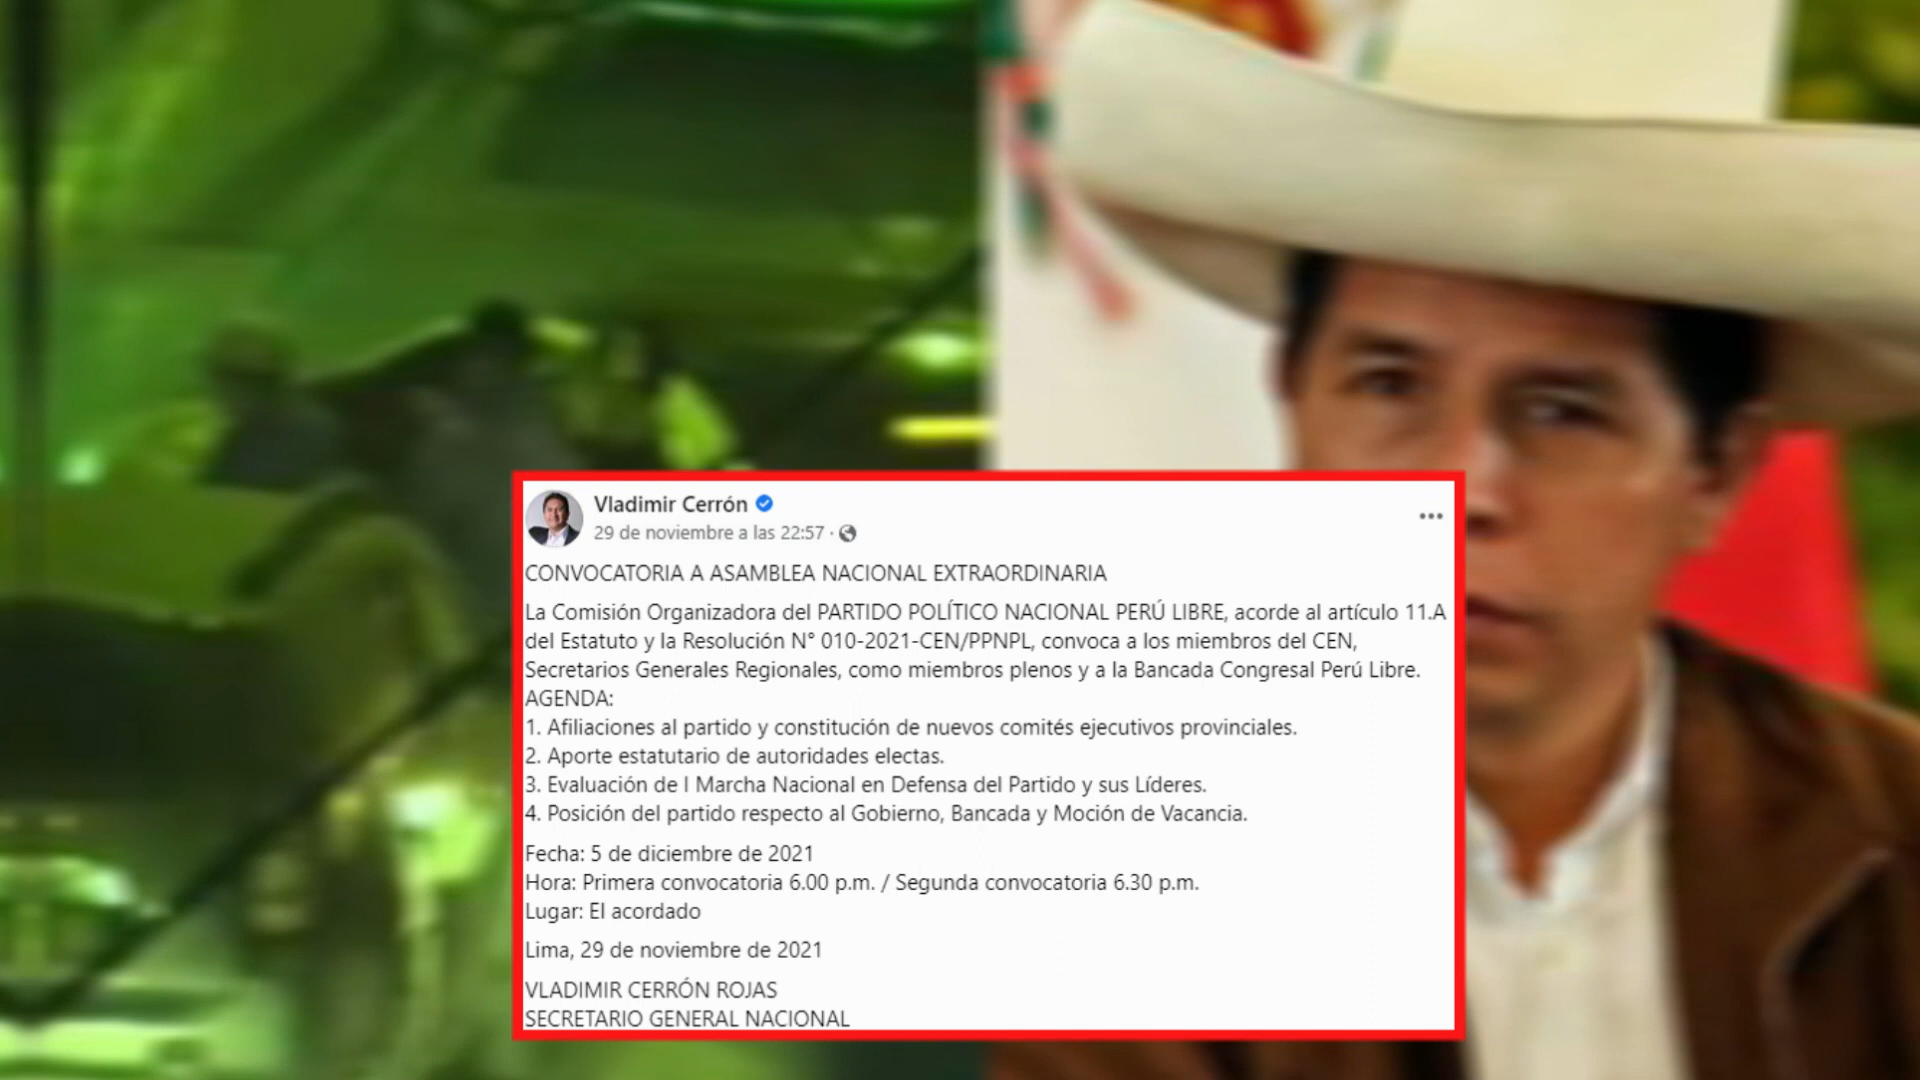 Vladimir Cerrón
29 de noviembre a las 22:57 ·
CONVOCATORIA A ASAMBLEA NACIONAL EXTRAORDINARIA
La Comisión Organizadora del PARTIDO POLÍTICO NACIONAL PERÚ LIBRE, acorde al artículo 11.A
del Estatuto y la Resolución N° 010-2021-CEN/PPNPL, convoca a los miembros del CEN,
Secretarios Generales Regionales, como miembros plenos y a la Bancada Congresal Perú Libre.
AGENDA:
1. Afiliaciones al partido y constitución de nuevos comités ejecutivos provinciales.
2. Aporte estatutario de autoridades electas.
3. Evaluación de I Marcha Nacional en Defensa del Partido y sus Líderes.
4. Posición del partido respecto al Gobierno, Bancada y Moción de Vacancia.
Fecha: 5 de diciembre de 2021
Hora: Primera convocatoria 6.00 p.m. / Segunda convocatoria 6.30 p.m.
Lugar: El acordado
Lima, 29 de noviembre de 2021
VLADIMIR CERRÓN ROJAS
SECRETARIO GENERAL NACIONAL